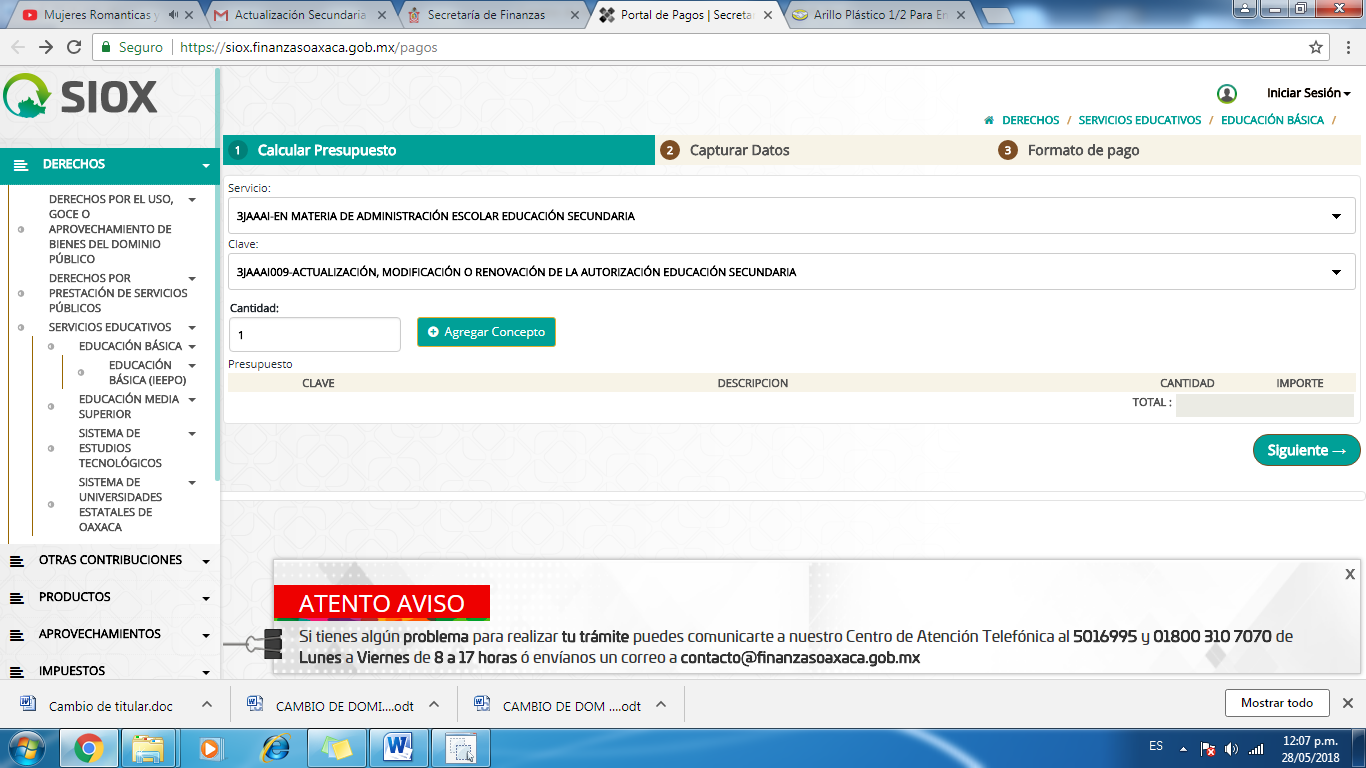 Mujeres Romanticas y
Actualización Secundaria
Secretaría de Finanzas
Portal de Pagos | Secreta
Arillo Plástico 1/2 Para En
Seguro
https://siox.finanzasoaxaca.gob.mx/pagos
SIOX
Iniciar Sesión
DERECHOS / SERVICIOS EDUCATIVOS / EDUCACIÓN BÁSICA /
DERECHOS
DERECHOS POR EL USO,
GOCE O
APROVECHAMIENTO DE
BIENES DEL DOMINIO
PÚBLICO
DERECHOS POR
PRESTACIÓN DE SERVICIOS
PÚBLICOS
SERVICIOS EDUCATIVOS
EDUCACIÓN BÁSICA
EDUCACIÓN
BÁSICA (IEEPO)
EDUCACIÓN MEDIA
SUPERIOR
SISTEMA DE
ESTUDIOS
TECNOLÓGICOS
SISTEMA DE
UNIVERSIDADES
ESTATALES DE
OAXACA
OTRAS CONTRIBUCIONES
PRODUCTOS
APROVECHAMIENTOS
IMPUESTOS
1 Calcular Presupuesto
2 Capturar Datos
3 Formato de pago
Servicio:
3JAAAI-EN MATERIA DE ADMINISTRACIÓN ESCOLAR EDUCACIÓN SECUNDARIA
Clave:
3JAAAI009-ACTUALIZACIÓN, MODIFICACIÓN O RENOVACIÓN DE LA AUTORIZACIÓN EDUCACIÓN SECUNDARIA
Cantidad:
1
Agregar Concepto
Presupuesto
CLAVE DESCRIPCION CANTIDAD IMPORTE
TOTAL :
Siguiente →
X
ATENTO AVISO
Si tienes algún problema para realizar tu trámite puedes comunicarte a nuestro Centro de Atención Telefónica al 5016995 y 01800 310 7070 de
Lunes a Viernes de 8 a 17 horas ó envíanos un correo a contacto@finanzasoaxaca.gob.mx
Cambio de titular.doc
CAMBIO DE DOMI....odt
CAMBIO DE DOM ....odt
Mostrar todo
ES
12:07 p.m.
28/05/2018